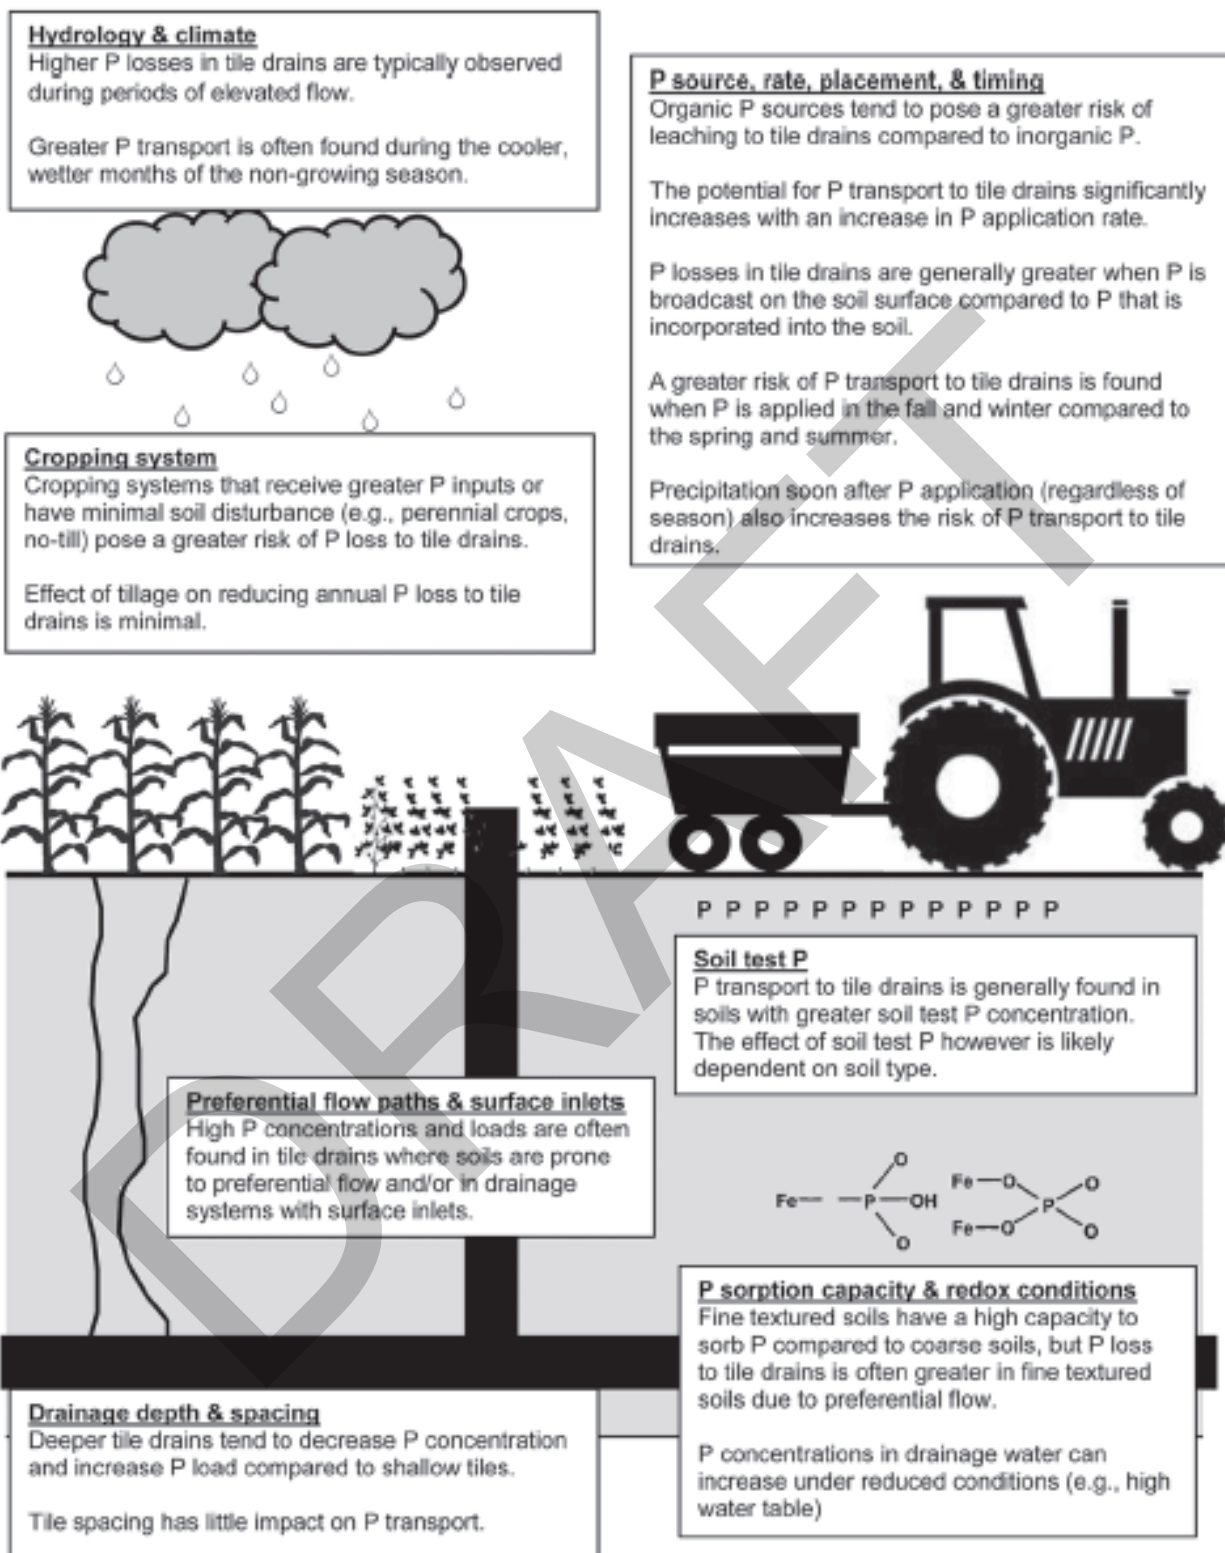 Hydrology & climate
Higher P losses in tile drains are typically observed
during periods of elevated flow.
Greater P transport is often found during the cooler,
wetter months of the non-growing season.
P source, rate, placement, & timing
Organic P sources tend to pose a greater risk of
leaching to tile drains compared to inorganic P.
The potential for P transport to tile drains significantly
increases with an increase in P application rate.
P losses in tile drains are generally greater when P is
broadcast on the soil surface compared to P that is
incorporated into the soil.
A greater risk of P transport to tile drains is found
when P is applied in the fall and winter compared to
the spring and summer.
Precipitation soon after P application (regardless of
season) also increases the risk of P transport to tile
drains.
Cropping system
Cropping systems that receive greater P inputs or
have minimal soil disturbance (e.g., perennial crops,
no-till) pose a greater risk of P loss to tile drains.
Effect of tillage on reducing annual P loss to tile
drains is minimal.
DRAFT
P P P P P P P P P P P P P
Soil test P
P transport to tile drains is generally found in
soils with greater soil test P concentration.
The effect of soil test P however is likely
dependent on soil type.
Preferential flow paths & surface inlets
High P concentrations and loads are often
found in tile drains where soils are prone
to preferential flow and/or in drainage
systems with surface inlets.
O
Fe— —P—OH
O
Fe—O O
P
Fe—O O
P sorption capacity & redox conditions
Fine textured soils have a high capacity to
sorb P compared to coarse soils, but P loss
to tile drains is often greater in fine textured
soils due to preferential flow.
P concentrations in drainage water can
increase under reduced conditions (e.g., high
water table)
Drainage depth & spacing
Deeper tile drains tend to decrease P concentration
and increase P load compared to shallow tiles.
Tile spacing has little impact on P transport.